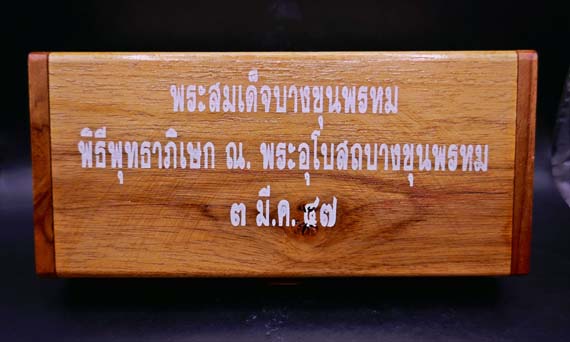 พระสมเด็จบางขุนพรหม
พิธีพุทธาภิเษก ณ. พระอุโบสถบางขุนพรหม
๓ มี.ค. ๕๗